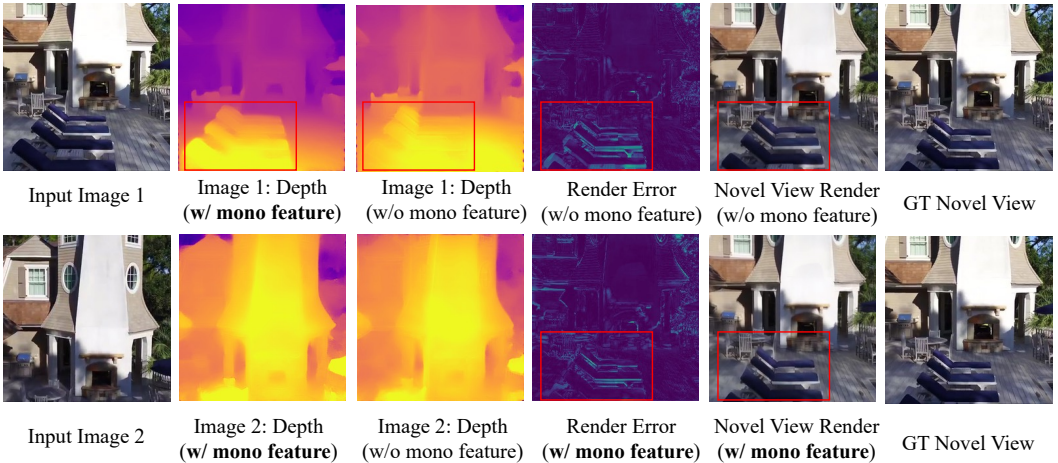 Input Image 1
Image 1: Depth
(w/ mono feature)
Image 1: Depth
(w/o mono feature)
Render Error
(w/o mono feature)
Novel View Render
(w/o mono feature)
GT Novel View
Input Image 2
Image 2: Depth
(w/ mono feature)
Image 2: Depth
(w/o mono feature)
Render Error
(w/ mono feature)
Novel View Render
(w/ mono feature)
GT Novel View